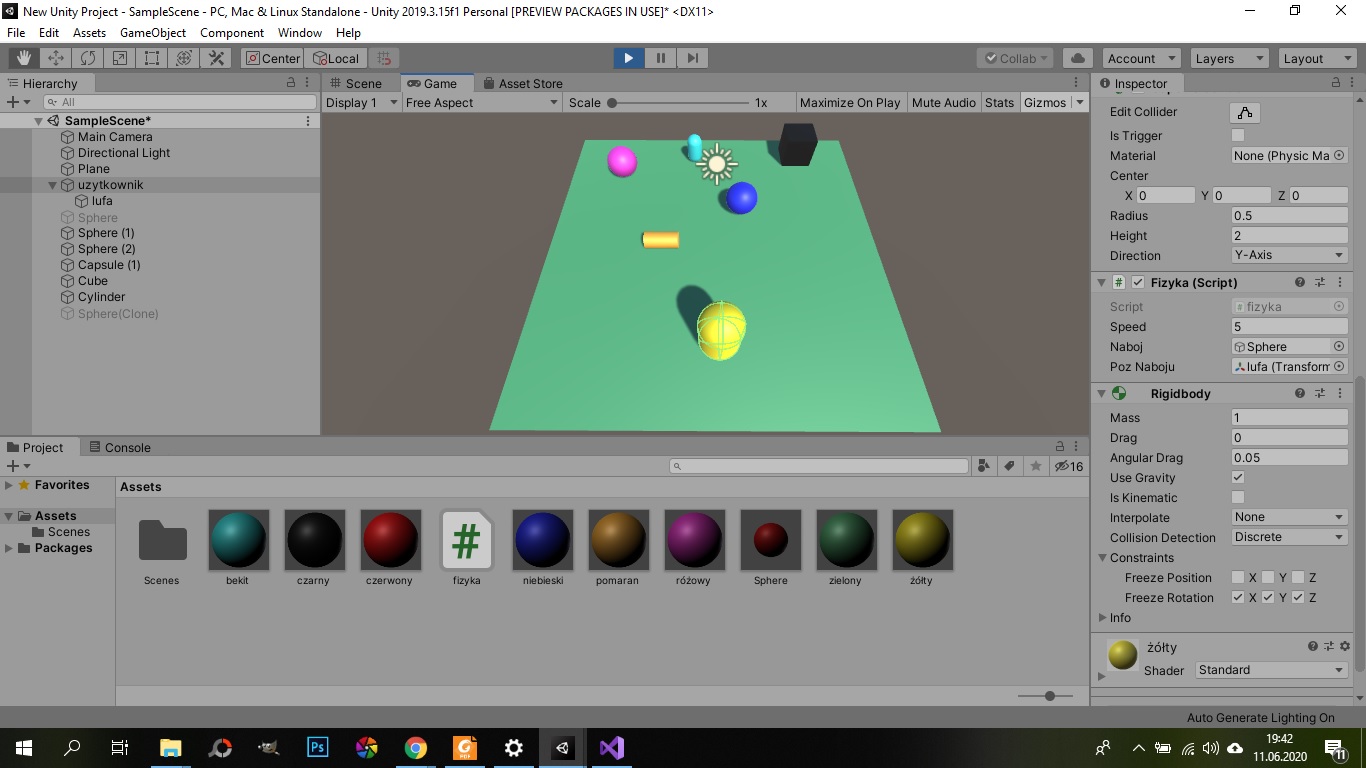 New Unity Project - SampleScene - PC, Mac & Linux Standalone - Unity 2019.3.15f1 Personal [PREVIEW PACKAGES IN USE]* <DX11>
File Edit Assets GameObject Component Window Help
Center Local Collab Account Layers Layout
Hierarchy
All
SampleScene*
Main Camera
Directional Light
Plane
uzytkownik
lufa
Sphere
Sphere (1)
Sphere (2)
Capsule (1)
Cube
Cylinder
Sphere(Clone)
Scene Game Asset Store
Display 1 Free Aspect Scale 1x Maximize On Play Mute Audio Stats Gizmos
Inspector
Edit Collider
Is Trigger
Material None (Physic Ma
Center
X 0 Y 0 Z 0
Radius 0.5
Height 2
Direction Y-Axis
# Fizyka (Script)
Script fizyka
Speed 5
Naboj Sphere
Poz Naboju lufa (Transform
Rigidbody
Mass 1
Drag 0
Angular Drag 0.05
Use Gravity
Is Kinematic
Interpolate None
Collision Detection Discrete
Constraints
Freeze Position X Y Z
Freeze Rotation X Y Z
Info
żółty
Shader Standard
Project Console
16
Favorites
Assets
Scenes
Packages
Assets
#
Scenes bekit czarny czerwony fizyka niebieski pomaran różowy Sphere zielony żółty
Auto Generate Lighting On
Ps
PDF
19:42
11.06.2020
11